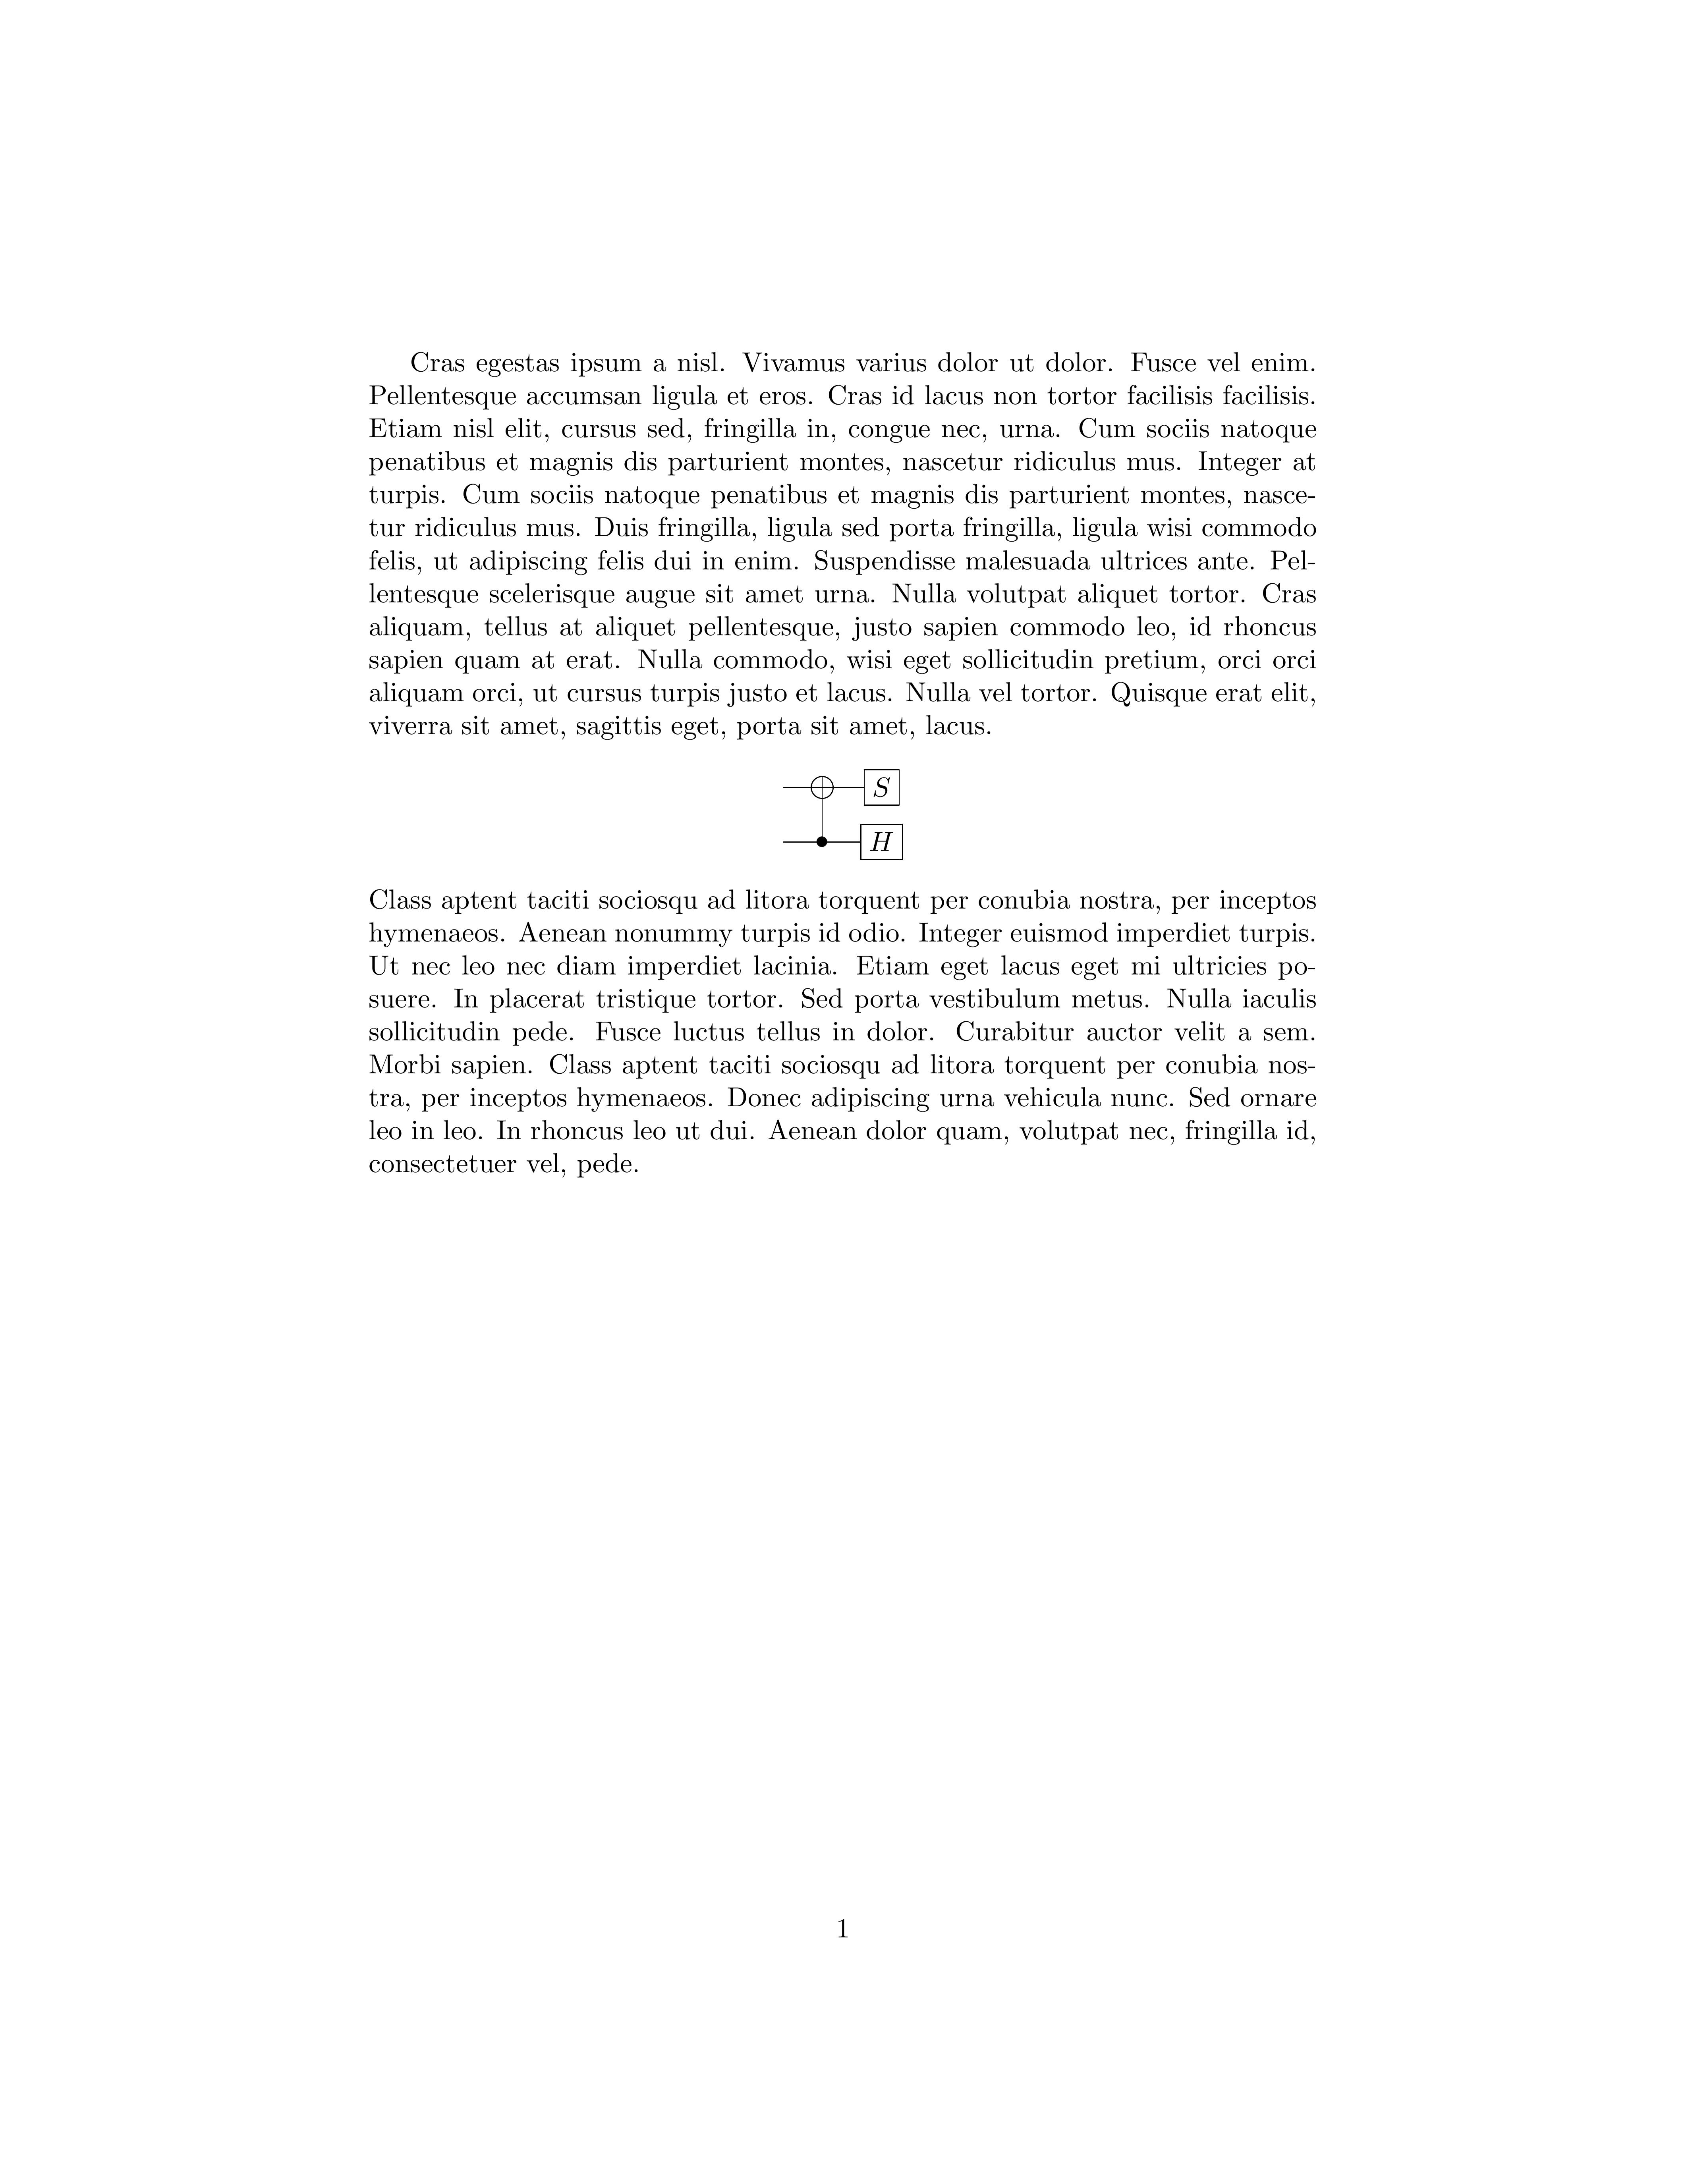 Cras egestas ipsum a nisl. Vivamus varius dolor ut dolor. Fusce vel enim.
Pellentesque accumsan ligula et eros. Cras id lacus non tortor facilisis facilisis.
Etiam nisl elit, cursus sed, fringilla in, congue nec, urna. Cum sociis natoque
penatibus et magnis dis parturient montes, nascetur ridiculus mus. Integer at
turpis. Cum sociis natoque penatibus et magnis dis parturient montes, nasce-
tur ridiculus mus. Duis fringilla, ligula sed porta fringilla, ligula wisi commodo
felis, ut adipiscing felis dui in enim. Suspendisse malesuada ultrices ante. Pel-
lentesque scelerisque augue sit amet urna. Nulla volutpat aliquet tortor. Cras
aliquam, tellus at aliquet pellentesque, justo sapien commodo leo, id rhoncus
sapien quam at erat. Nulla commodo, wisi eget sollicitudin pretium, orci orci
aliquam orci, ut cursus turpis justo et lacus. Nulla vel tortor. Quisque erat elit,
viverra sit amet, sagittis eget, porta sit amet, lacus.
S
H
Class aptent taciti sociosqu ad litora torquent per conubia nostra, per inceptos
hymenaeos. Aenean nonummy turpis id odio. Integer euismod imperdiet turpis.
Ut nec leo nec diam imperdiet lacinia. Etiam eget lacus eget mi ultricies po-
suere. In placerat tristique tortor. Sed porta vestibulum metus. Nulla iaculis
sollicitudin pede. Fusce luctus tellus in dolor. Curabitur auctor velit a sem.
Morbi sapien. Class aptent taciti sociosqu ad litora torquent per conubia nos-
tra, per inceptos hymenaeos. Donec adipiscing urna vehicula nunc. Sed ornare
leo in leo. In rhoncus leo ut dui. Aenean dolor quam, volutpat nec, fringilla id,
consectetuer vel, pede.
1